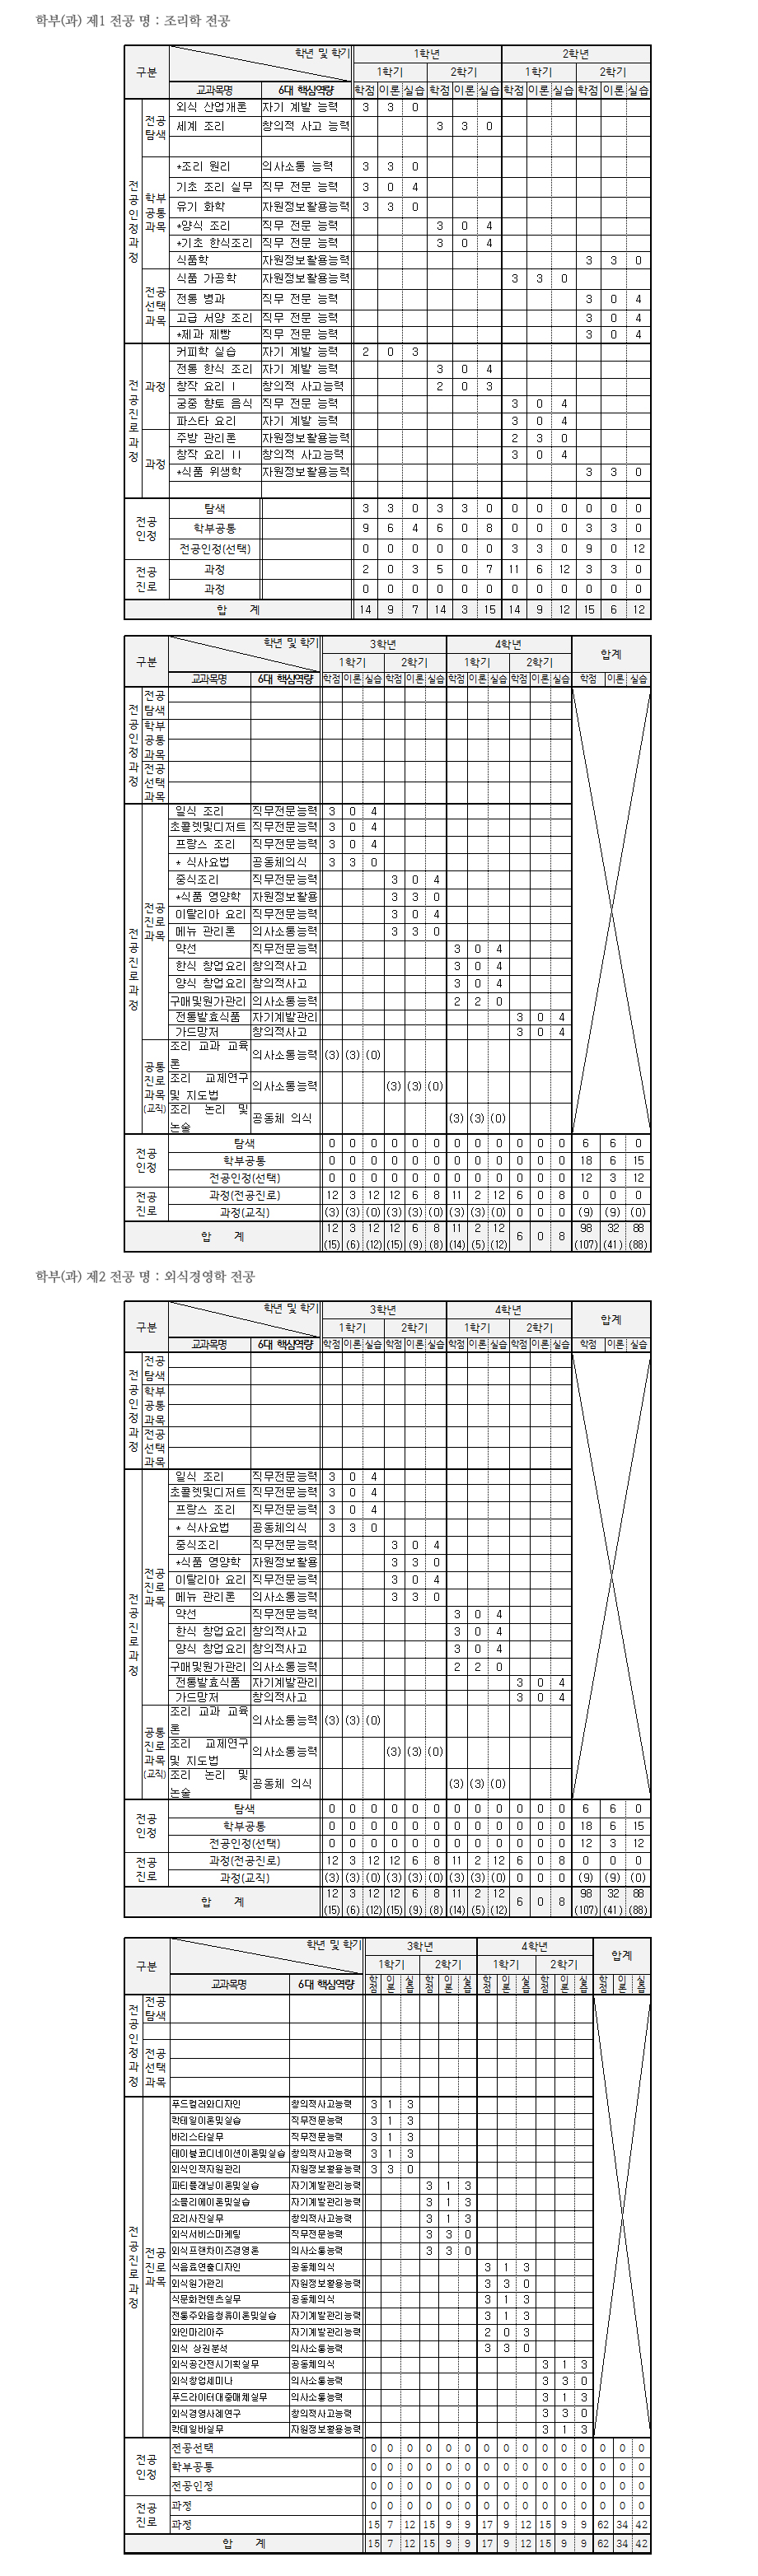 학부(과) 제1 전공 명 : 조리학 전공
구분 학년 및 학기 1학년 2학년
1학기 2학기 1학기 2학기
교과목명 6대 핵심역량 학점 이론 실습 학점 이론 실습 학점 이론 실습 학점 이론 실습
전공인정과정 전공탐색 외식 산업개론 자기 계발 능력 3 3 0
세계 조리 창의적 사고 능력 3 3 0
학부공통과목 *조리 원리 의사소통 능력 3 3 0
기초 조리 실무 직무 전문 능력 3 0 4
유기 화학 자원정보활용능력 3 3 0
*양식 조리 직무 전문 능력 3 0 4
*기초 한식조리 직무 전문 능력 3 0 4
식품학 자원정보활용능력 3 3 0
전공선택과목 식품 가공학 자원정보활용능력 3 3 0
전통 병과 직무 전문 능력 3 0 4
고급 서양 조리 직무 전문 능력 3 0 4
*제과 제빵 직무 전문 능력 3 0 4
전공진로과정 과정 커피학 실습 자기 계발 능력 2 0 3
전통 한식 조리 자기 계발 능력 3 0 4
창작 요리 I 창의적 사고능력 2 0 3
궁중 향토 음식 직무 전문 능력 3 0 4
파스타 요리 자기 계발 능력 3 0 4
과정 주방 관리론 자원정보활용능력 2 3 0
창작 요리 II 창의적 사고능력 3 0 4
*식품 위생학 자원정보활용능력 3 3 0
전공인정 탐색 3 3 0 3 3 0 0 0 0 0 0 0
학부공통 9 6 4 6 0 8 0 0 0 3 3 0
전공인정(선택) 0 0 0 0 0 0 3 3 0 9 0 12
전공진로 과정 2 0 3 5 0 7 11 6 12 3 3 0
과정 0 0 0 0 0 0 0 0 0 0 0 0
합 계 14 9 7 14 3 15 14 9 12 15 6 12
구분 학년 및 학기 3학년 4학년 합계
1학기 2학기 1학기 2학기
교과목명 6대 핵심역량 학점 이론 실습 학점 이론 실습 학점 이론 실습 학점 이론 실습 학점 이론 실습
전공인정과정 전공탐색
학부공통과목
전공선택과목
전공진로과정 전공진로과목 일식 조리 직무전문능력 3 0 4
초콜렛및디저트 직무전문능력 3 0 4
프랑스 조리 직무전문능력 3 0 4
* 식사요법 공동체의식 3 3 0
중식조리 직무전문능력 3 0 4
*식품 영양학 자원정보활용 3 3 0
이탈리아 요리 직무전문능력 3 0 4
메뉴 관리론 의사소통능력 3 3 0
약선 직무전문능력 3 0 4
한식 창업요리 창의적사고 3 0 4
양식 창업요리 창의적사고 3 0 4
구매및원가관리 의사소통능력 2 2 0
전통발효식품 자기계발관리 3 0 4
가드망저 창의적사고 3 0 4
공통진로과목(교직) 조리 교과 교육론 의사소통능력 (3) (3) (0)
조리 교제연구 및 지도법 의사소통능력 (3) (3) (0)
조리 논리 및 논술 공동체 의식 (3) (3) (0)
전공인정 탐색 0 0 0 0 0 0 0 0 0 0 0 0 6 6 0
학부공통 0 0 0 0 0 0 0 0 0 0 0 0 18 6 15
전공인정(선택) 0 0 0 0 0 0 0 0 0 0 0 0 12 3 12
전공진로 과정(전공진로) 12 3 12 12 6 8 11 2 12 6 0 8 0 0 0
과정(교직) (3) (3) (0) (3) (3) (0) (3) (3) (0) 0 0 0 (9) (9) (0)
합 계 12 3 12 12 6 8 11 2 12 6 0 8 98 32 88
(15) (6) (12) (15) (9) (8) (14) (5) (12) (107) (41) (88)
학부(과) 제2 전공 명 : 외식경영학 전공
구분 학년 및 학기 3학년 4학년 합계
1학기 2학기 1학기 2학기
교과목명 6대 핵심역량 학점 이론 실습 학점 이론 실습 학점 이론 실습 학점 이론 실습 학점 이론 실습
전공인정과정 전공탐색
학부공통과목
전공선택과목
전공진로과정 전공진로과목 일식 조리 직무전문능력 3 0 4
초콜렛및디저트 직무전문능력 3 0 4
프랑스 조리 직무전문능력 3 0 4
* 식사요법 공동체의식 3 3 0
중식조리 직무전문능력 3 0 4
*식품 영양학 자원정보활용 3 3 0
이탈리아 요리 직무전문능력 3 0 4
메뉴 관리론 의사소통능력 3 3 0
약선 직무전문능력 3 0 4
한식 창업요리 창의적사고 3 0 4
양식 창업요리 창의적사고 3 0 4
구매및원가관리 의사소통능력 2 2 0
전통발효식품 자기계발관리 3 0 4
가드망저 창의적사고 3 0 4
공통진로과목(교직) 조리 교과 교육론 의사소통능력 (3) (3) (0)
조리 교제연구 및 지도법 의사소통능력 (3) (3) (0)
조리 논리 및 논술 공동체 의식 (3) (3) (0)
전공인정 탐색 0 0 0 0 0 0 0 0 0 0 0 0 6 6 0
학부공통 0 0 0 0 0 0 0 0 0 0 0 0 18 6 15
전공인정(선택) 0 0 0 0 0 0 0 0 0 0 0 0 12 3 12
전공진로 과정(전공진로) 12 3 12 12 6 8 11 2 12 6 0 8 0 0 0
과정(교직) (3) (3) (0) (3) (3) (0) (3) (3) (0) 0 0 0 (9) (9) (0)
합 계 12 3 12 12 6 8 11 2 12 6 0 8 98 32 88
(15) (6) (12) (15) (9) (8) (14) (5) (12) (107) (41) (88)
구분 학년 및 학기 3학년 4학년 합계
1학기 2학기 1학기 2학기
교과목명 6대 핵심역량 학점 이론 실습 학점 이론 실습 학점 이론 실습 학점 이론 실습 학점 이론 실습
전공인정과정 전공탐색
전공선택과목
전공진로과정 전공진로과목 푸드컬러와디자인 창의적사고능력 3 1 3
칵테일이론및실습 직무전문능력 3 1 3
바리스타실무 직무전문능력 3 1 3
테이블코디네이션이론및실습 창의적사고능력 3 1 3
외식인적자원관리 자원정보활용능력 3 3 0
파티플래닝이론및실습 자기계발관리능력 3 1 3
소믈리에이론및실습 자기계발관리능력 3 1 3
요리사진실무 창의적사고능력 3 1 3
외식서비스마케팅 직무전문능력 3 3 0
외식프랜차이즈경영론 의사소통능력 3 3 0
식음료연출디자인 공동체의식 3 1 3
외식원가관리 자원정보활용능력 3 3 0
식문화컨텐츠실무 공동체의식 3 1 3
전통주와음청류이론및실습 자기계발관리능력 3 1 3
와인마리아주 자기계발관리능력 2 0 3
외식 상권분석 의사소통능력 3 3 0
외식공간전시기획실무 공동체의식 3 1 3
외식창업세미나 의사소통능력 3 3 0
푸드라이터대중매체실무 의사소통능력 3 1 3
외식경영사례연구 창의적사고능력 3 3 0
칵테일바실무 자원정보활용능력 3 1 3
전공인정 전공선택 0 0 0 0 0 0 0 0 0 0 0 0 0 0 0
학부공통 0 0 0 0 0 0 0 0 0 0 0 0 0 0 0
전공인정 0 0 0 0 0 0 0 0 0 0 0 0 0 0 0
전공진로 과정 0 0 0 0 0 0 0 0 0 0 0 0 0 0 0
과정 15 7 12 15 9 9 17 9 12 15 9 9 62 34 42
합 계 15 7 12 15 9 9 17 9 12 15 9 9 62 34 42